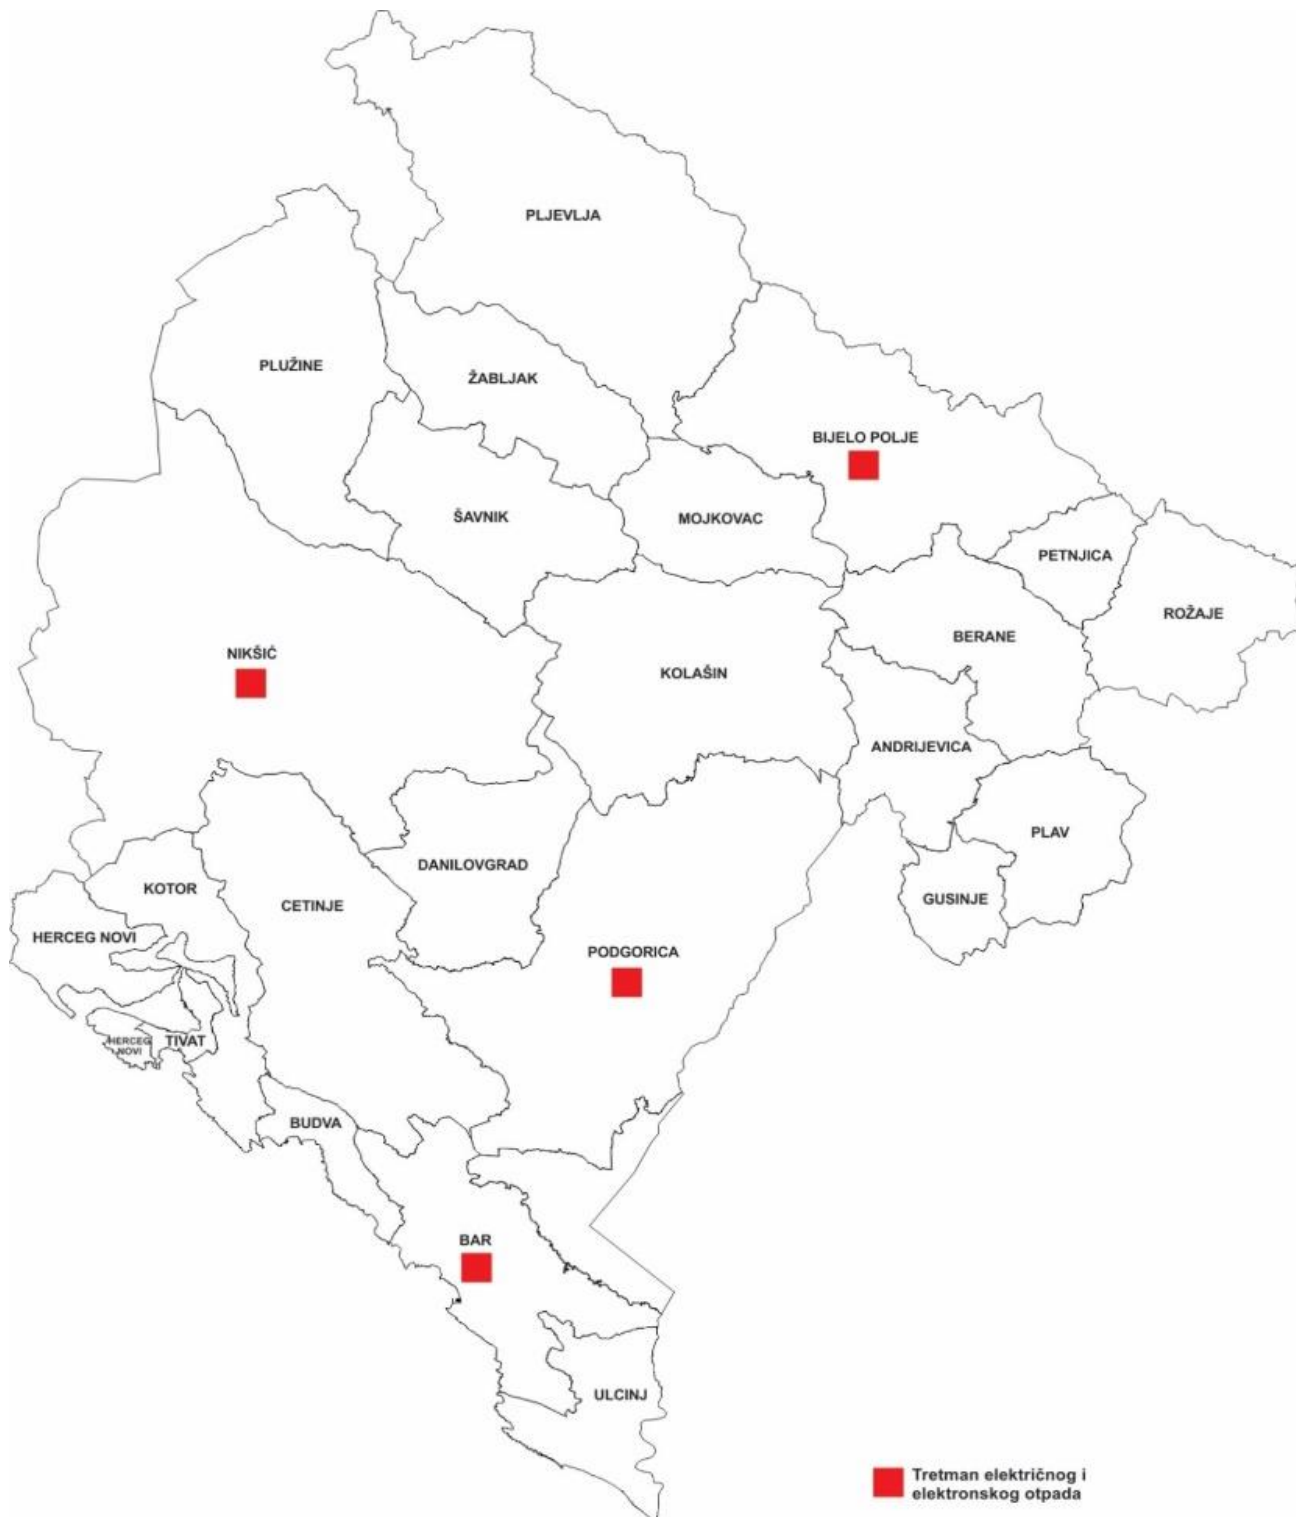 PLJEVLJA
PLUŽINE
ŽABLJAK
BIJELO POLJE
ŠAVNIK
MOJKOVAC
PETNJICA
ROŽAJE
BERANE
NIKŠIĆ
KOLAŠIN
ANDRIJEVICA
PLAV
DANILOVGRAD
KOTOR
GUSINJE
CETINJE
HERCEG NOVI
PODGORICA
HERCEG
NOVI
TIVAT
BUDVA
BAR
ULCINJ
Tretman električnog i
elektronskog otpada